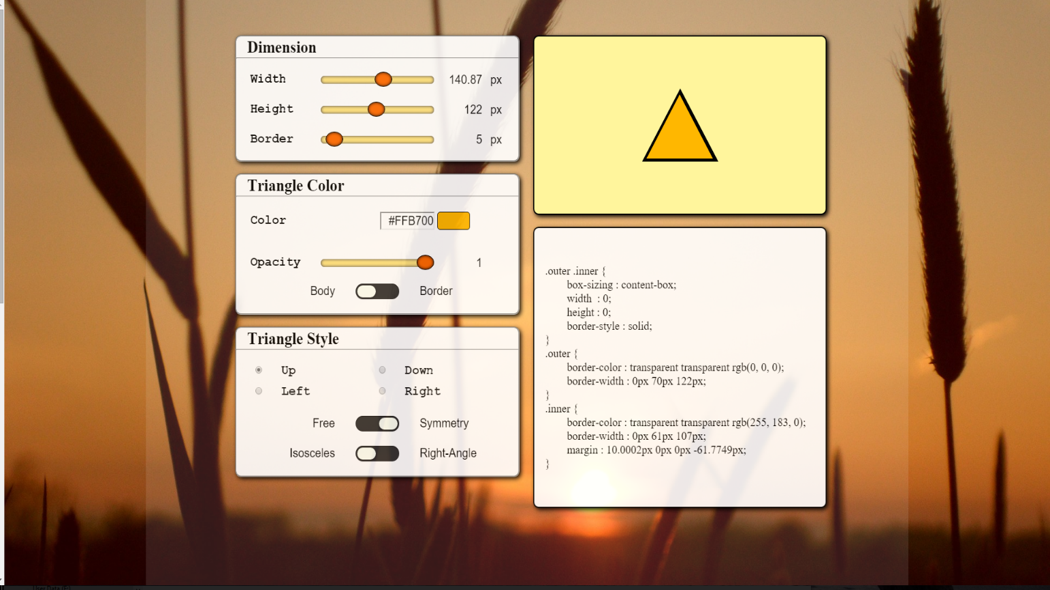 Dimension
Width 140.87 px
Height 122 px
Border 5 px
Triangle Color
Color #FFB700
Opacity 1
Body Border
Triangle Style
Up Down
Left Right
Free Symmetry
Isosceles Right-Angle
.outer .inner {
box-sizing : content-box;
width : 0;
height : 0;
border-style : solid;
}
.outer {
border-color : transparent transparent rgb(0, 0, 0);
border-width : 0px 70px 122px;
}
.inner {
border-color : transparent transparent rgb(255, 183, 0);
border-width : 0px 61px 107px;
margin : 10.0002px 0px 0px -61.7749px;
}